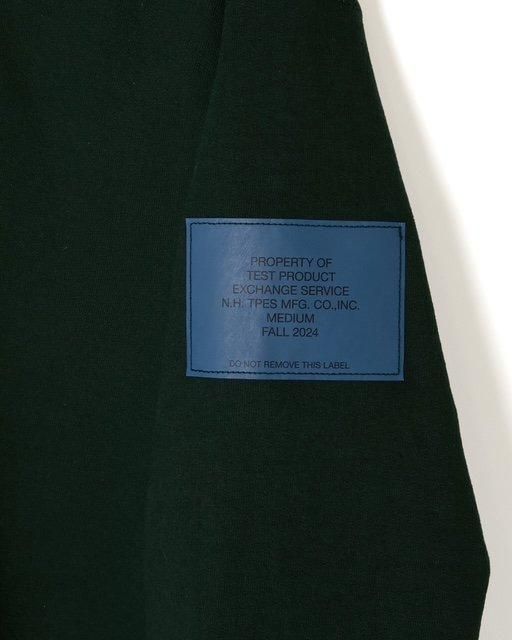 PROPERTY OF
TEST PRODUCT
EXCHANGE SERVICE
N.H. TPES MFG. CO.,INC.
MEDIUM
FALL 2024
DO NOT REMOVE THIS LABEL